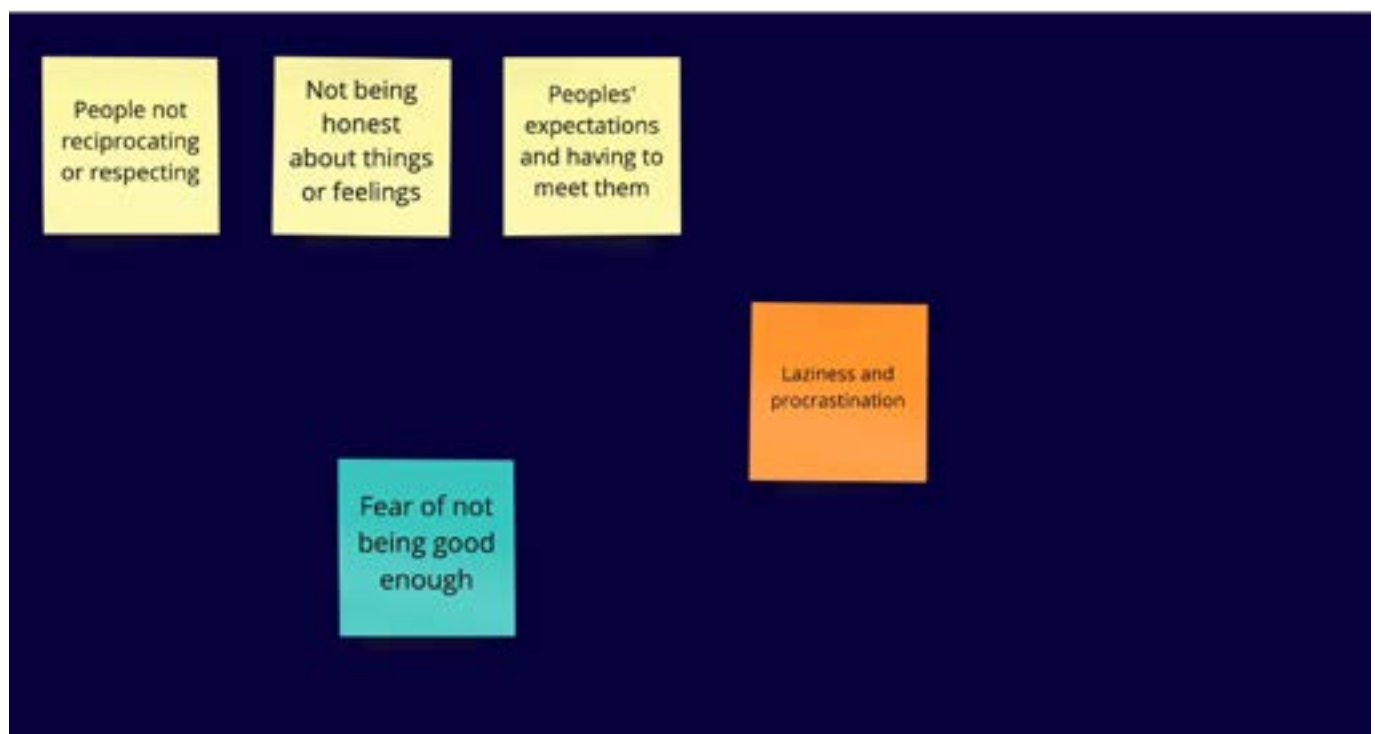 People not
reciprocating
or respecting
Not being
honest
about things
or feelings
Peoples'
expectations
and having to
meet them
Laziness and
procrastination
Fear of not
being good
enough